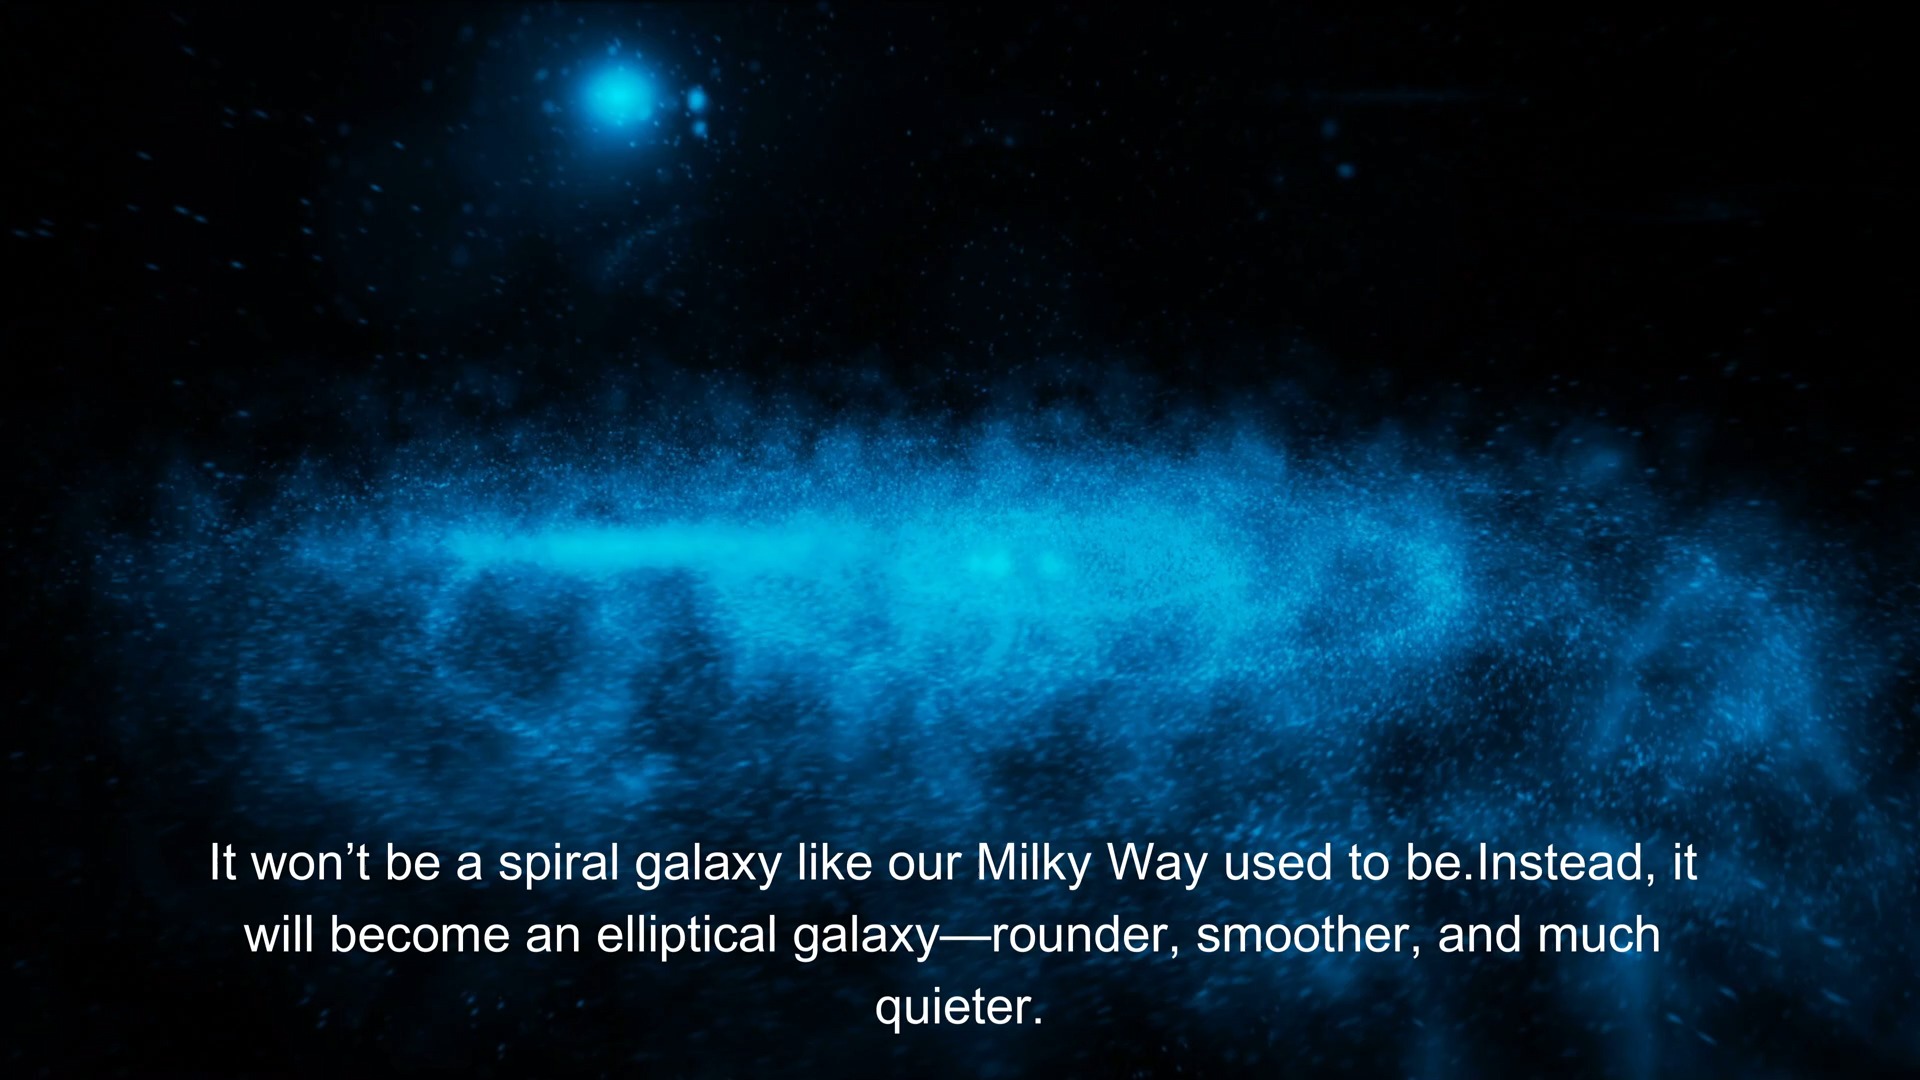 It won’t be a spiral galaxy like our Milky Way used to be.Instead, it
will become an elliptical galaxy—rounder, smoother, and much
quieter.